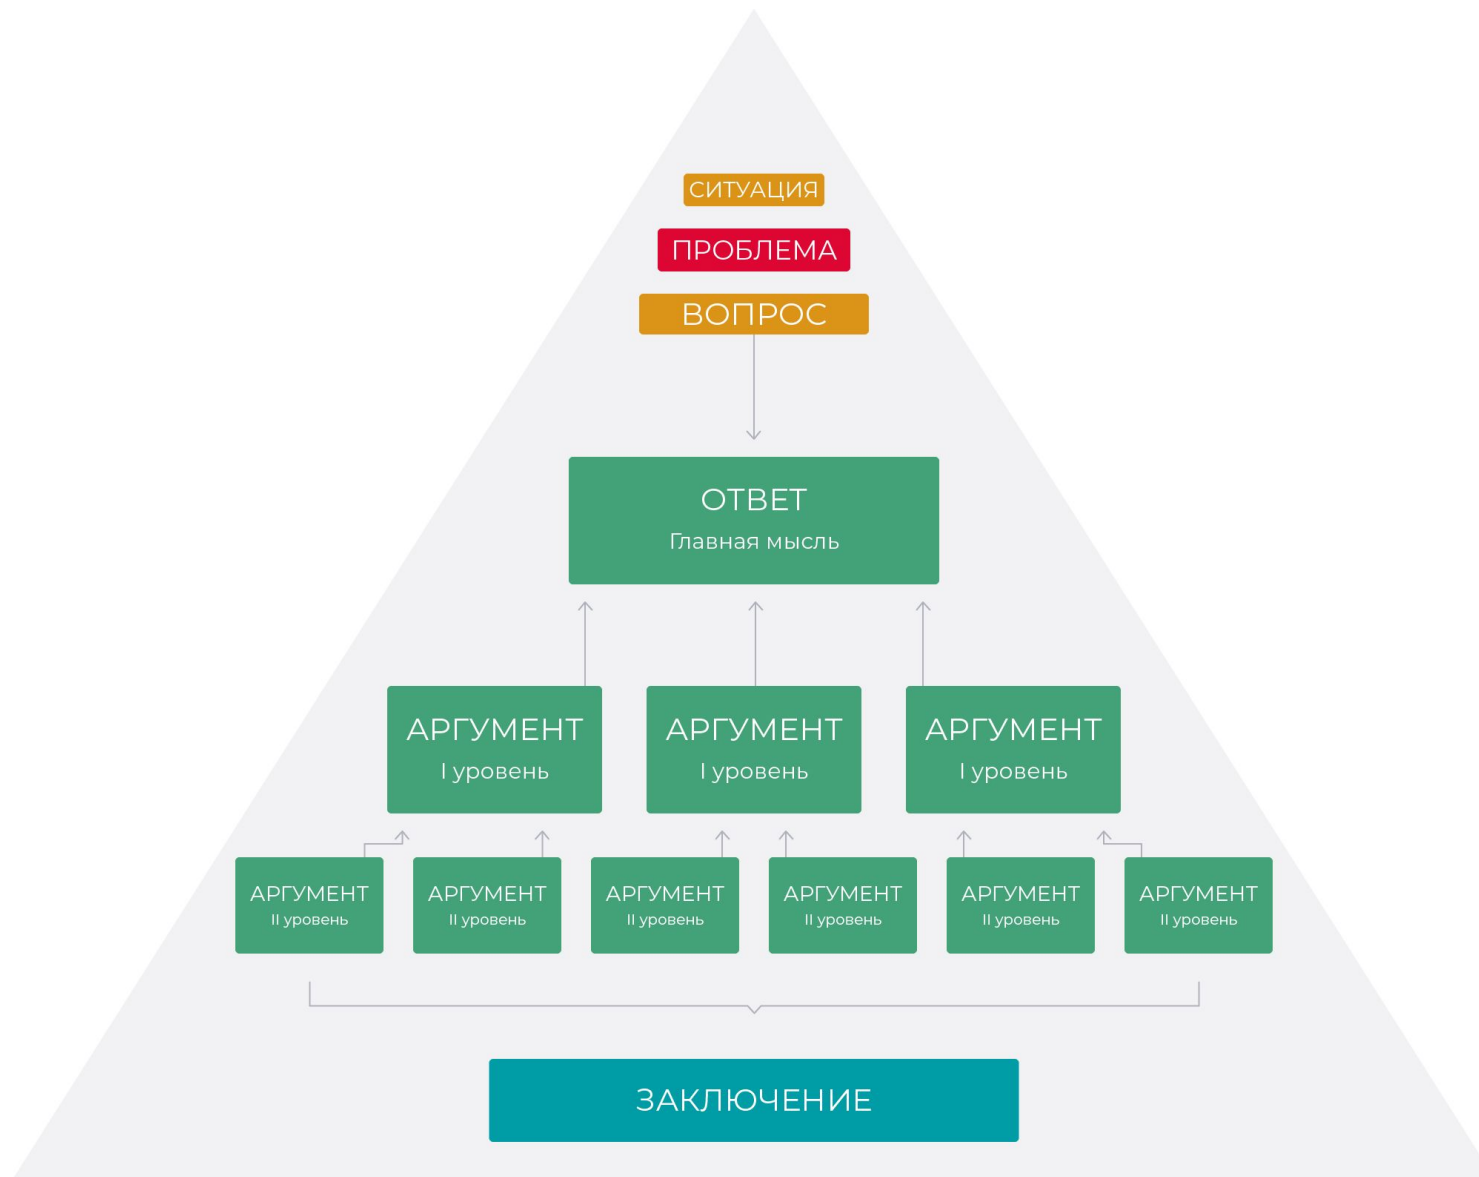 СИТУАЦИЯ
ПРОБЛЕМА
ВОПРОС
ОТВЕТ
Главная мысль
АРГУМЕНТ
I уровень
АРГУМЕНТ
I уровень
АРГУМЕНТ
I уровень
АРГУМЕНТ
II уровень
АРГУМЕНТ
II уровень
АРГУМЕНТ
II уровень
АРГУМЕНТ
II уровень
АРГУМЕНТ
II уровень
АРГУМЕНТ
II уровень
ЗАКЛЮЧЕНИЕ